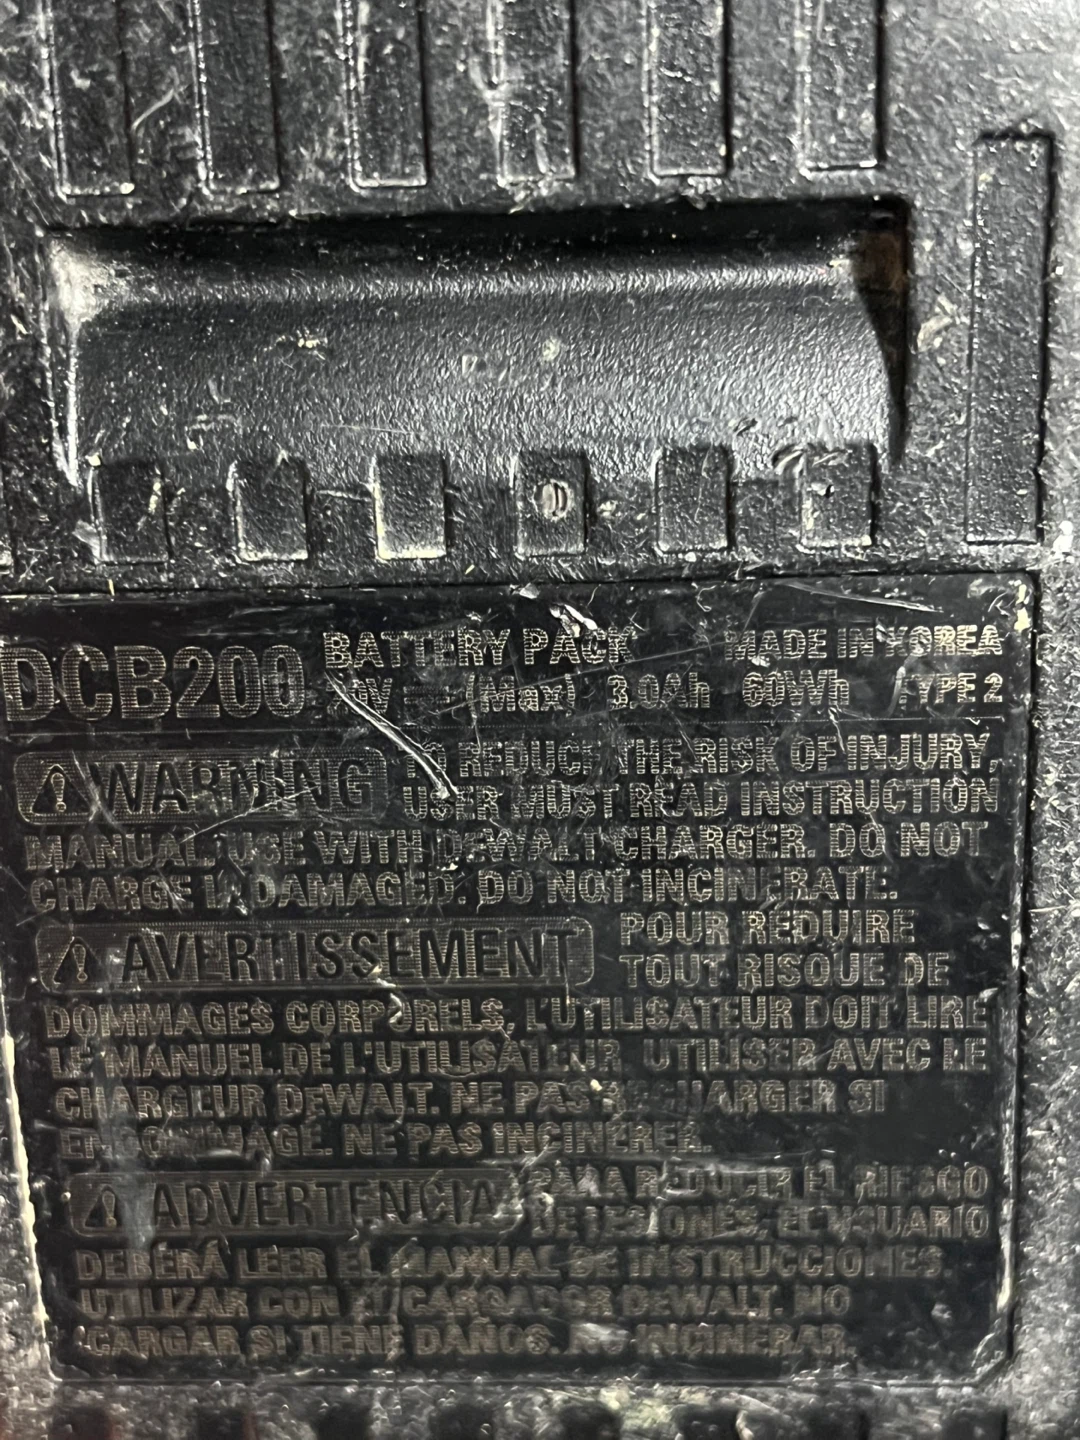 DCB200 BATTERY PACK MADE IN KOREA
(Max) 3.0Ah 60Wh TYPE 2
WARNING TO REDUCE THE RISK OF INJURY,
USER MUST READ INSTRUCTION
MANUAL. USE WITH DEWALT CHARGER. DO NOT
CHARGE IF DAMAGED. DO NOT INCINERATE.
AVERTISSEMENT POUR RÉDUIRE
TOUT RISQUE DE
DOMMAGES CORPORELS, L'UTILISATEUR DOIT LIRE
LE MANUEL DE L'UTILISATEUR. UTILISER AVEC LE
CHARGEUR DEWALT. NE PAS RECHARGER SI
ENDOMMAGÉ. NE PAS INCINÉRER.
ADVERTENCIA PARA REDUCIR EL RIESGO
DE LESIONES, EL USUARIO
DEBERÁ LEER EL MANUAL DE INSTRUCCIONES.
UTILIZAR CON EL CARGADOR DEWALT. NO
CARGAR SI TIENE DAÑOS. NO INCINERAR.